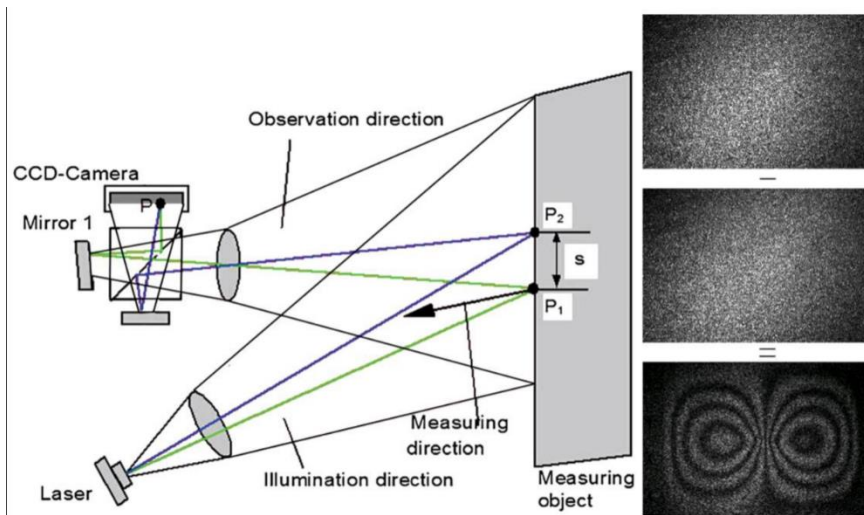 Observation direction
CCD-Camera
P
Mirror 1
P2
s
P1
Measuring
direction
Laser
Illumination direction
Measuring
object